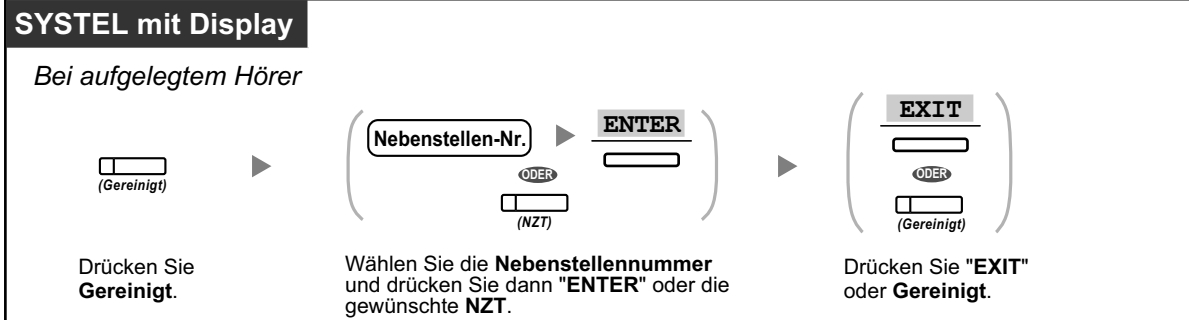 SYSTEL mit Display
Bei aufgelegtem Hörer
(Gereinigt)
Nebenstellen-Nr.
ENTER
ODER
(NZT)
EXIT
ODER
(Gereinigt)
Drücken Sie
Gereinigt.
Wählen Sie die Nebenstellennummer
und drücken Sie dann "ENTER" oder die
gewünschte NZT.
Drücken Sie "EXIT"
oder Gereinigt.